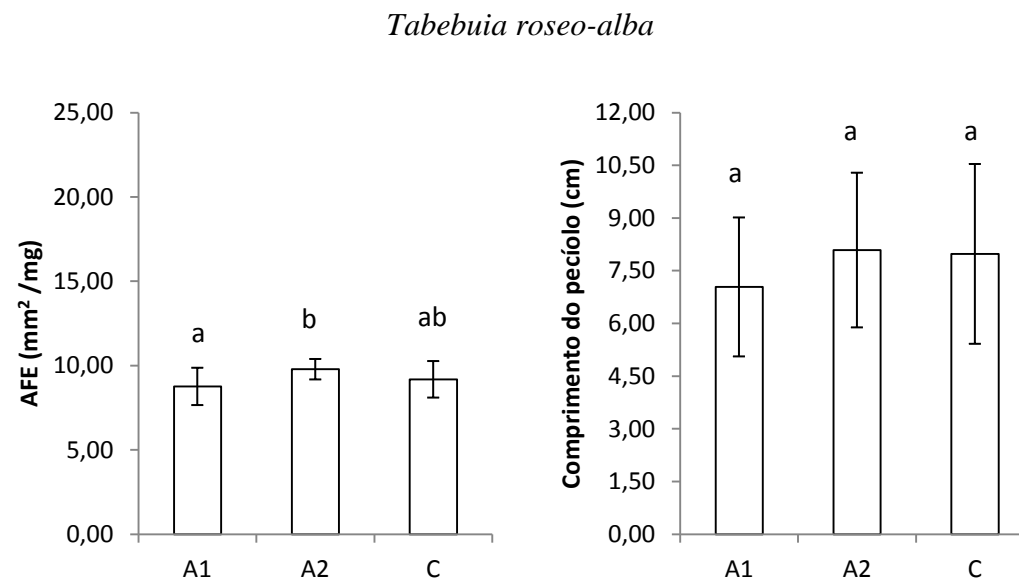 Tabebuia roseo-alba
AFE (mm² /mg)
25,00
20,00
15,00
10,00
5,00
0,00
a
b
ab
A1
A2
C
Comprimento do pecíolo (cm)
12,00
10,50
9,00
7,50
6,00
4,50
3,00
1,50
0,00
a
a
a
A1
A2
C